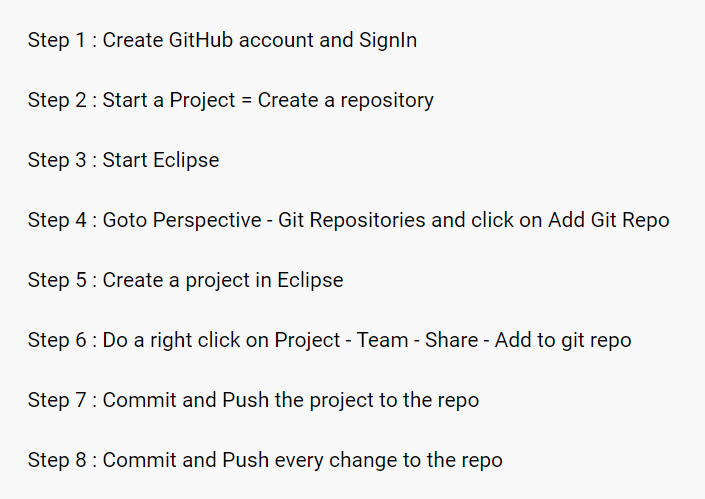 Step 1 : Create GitHub account and SignIn
Step 2 : Start a Project = Create a repository
Step 3 : Start Eclipse
Step 4 : Goto Perspective - Git Repositories and click on Add Git Repo
Step 5 : Create a project in Eclipse
Step 6 : Do a right click on Project - Team - Share - Add to git repo
Step 7 : Commit and Push the project to the repo
Step 8 : Commit and Push every change to the repo